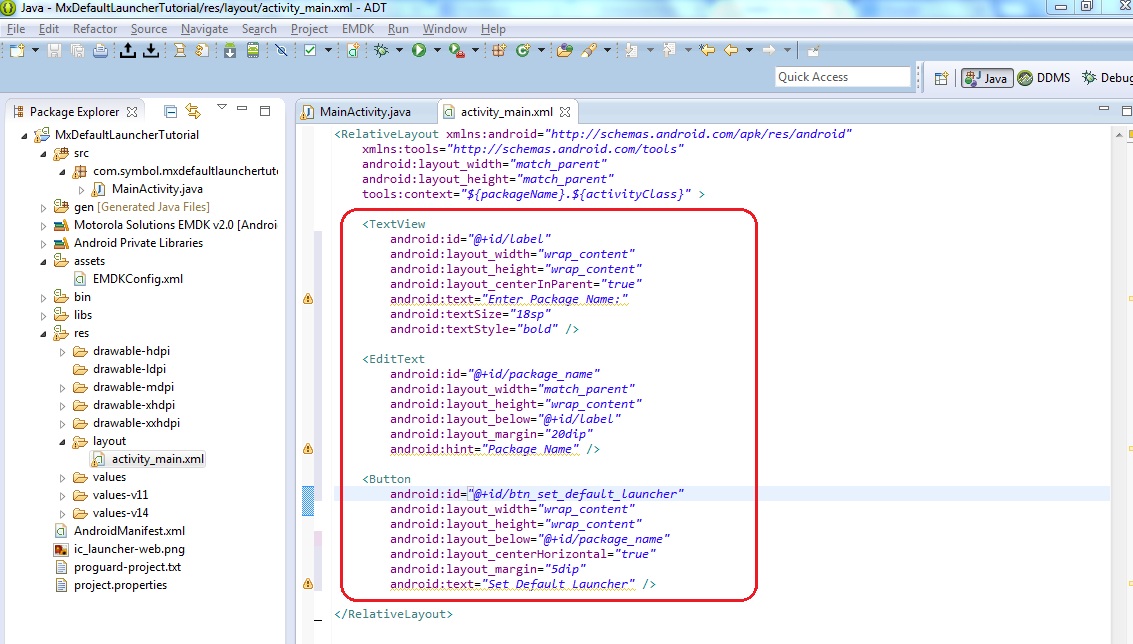 Java - MxDefaultLauncherTutorial/res/layout/activity_main.xml - ADT
File Edit Refactor Source Navigate Search Project EMDK Run Window Help
Quick Access
Java
DDMS
Debug
Package Explorer
MxDefaultLauncherTutorial
src
com.symbol.mxdefaultlaunchertute
MainActivity.java
gen [Generated Java Files]
Motorola Solutions EMDK v2.0 [Androi
Android Private Libraries
assets
EMDKConfig.xml
bin
libs
res
drawable-hdpi
drawable-ldpi
drawable-mdpi
drawable-xhdpi
drawable-xxhdpi
layout
activity_main.xml
values
values-v11
values-v14
AndroidManifest.xml
ic_launcher-web.png
proguard-project.txt
project.properties
MainActivity.java
activity_main.xml
<RelativeLayout xmlns:android="http://schemas.android.com/apk/res/android"
xmlns:tools="http://schemas.android.com/tools"
android:layout_width="match_parent"
android:layout_height="match_parent"
tools:context="${packageName}.${activityClass}" >
<TextView
android:id="@+id/label"
android:layout_width="wrap_content"
android:layout_height="wrap_content"
android:layout_centerInParent="true"
android:text="Enter Package Name:"
android:textSize="18sp"
android:textStyle="bold" />
<EditText
android:id="@+id/package_name"
android:layout_width="match_parent"
android:layout_height="wrap_content"
android:layout_below="@+id/label"
android:layout_margin="20dip"
android:hint="Package Name" />
<Button
android:id="@+id/btn_set_default_launcher"
android:layout_width="wrap_content"
android:layout_height="wrap_content"
android:layout_below="@+id/package_name"
android:layout_centerHorizontal="true"
android:layout_margin="5dip"
android:text="Set Default Launcher" />
</RelativeLayout>